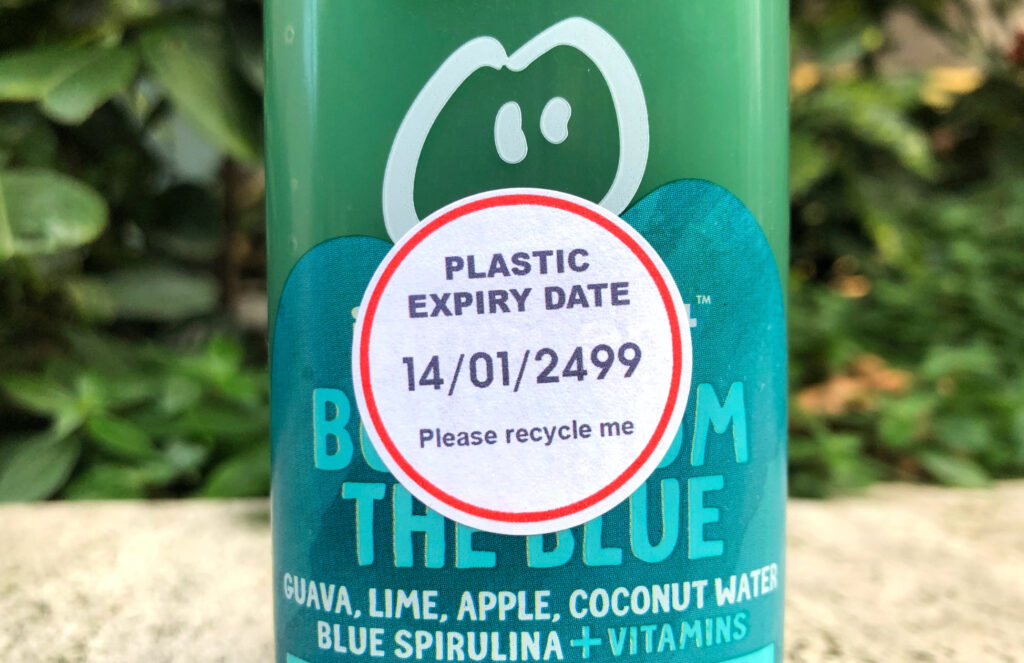 PLASTIC
EXPIRY DATE
14/01/2499
Please recycle me
™
THE BLUE
GUAVA, LIME, APPLE, COCONUT WATER
BLUE SPIRULINA + VITAMINS